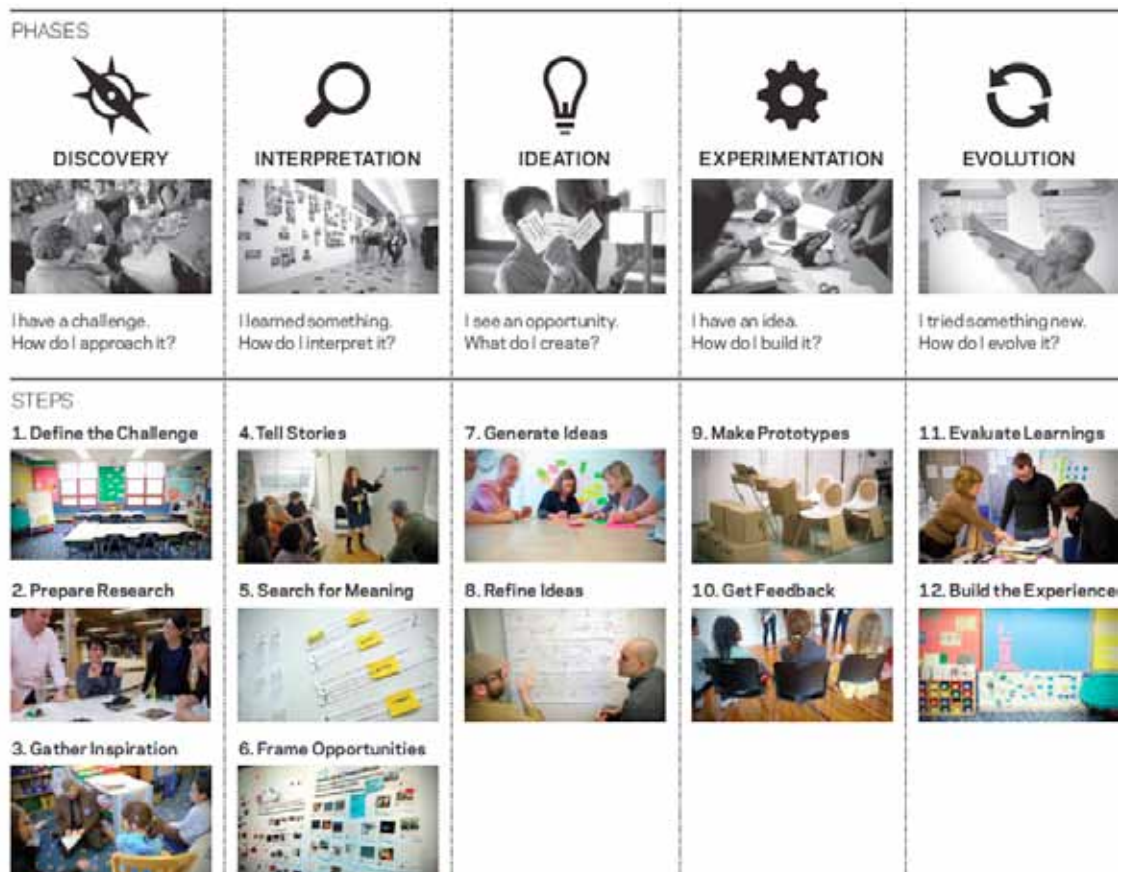 PHASES
DISCOVERY
INTERPRETATION
IDEATION
EXPERIMENTATION
EVOLUTION
I have a challenge.
How do I approach it?
I learned something.
How do I interpret it?
I see an opportunity.
What do I create?
I have an idea.
How do I build it?
I tried something new.
How do I evolve it?
STEPS
1. Define the Challenge
4. Tell Stories
7. Generate Ideas
9. Make Prototypes
11. Evaluate Learnings
2. Prepare Research
5. Search for Meaning
8. Refine Ideas
10. Get Feedback
12. Build the Experience
3. Gather Inspiration
6. Frame Opportunities